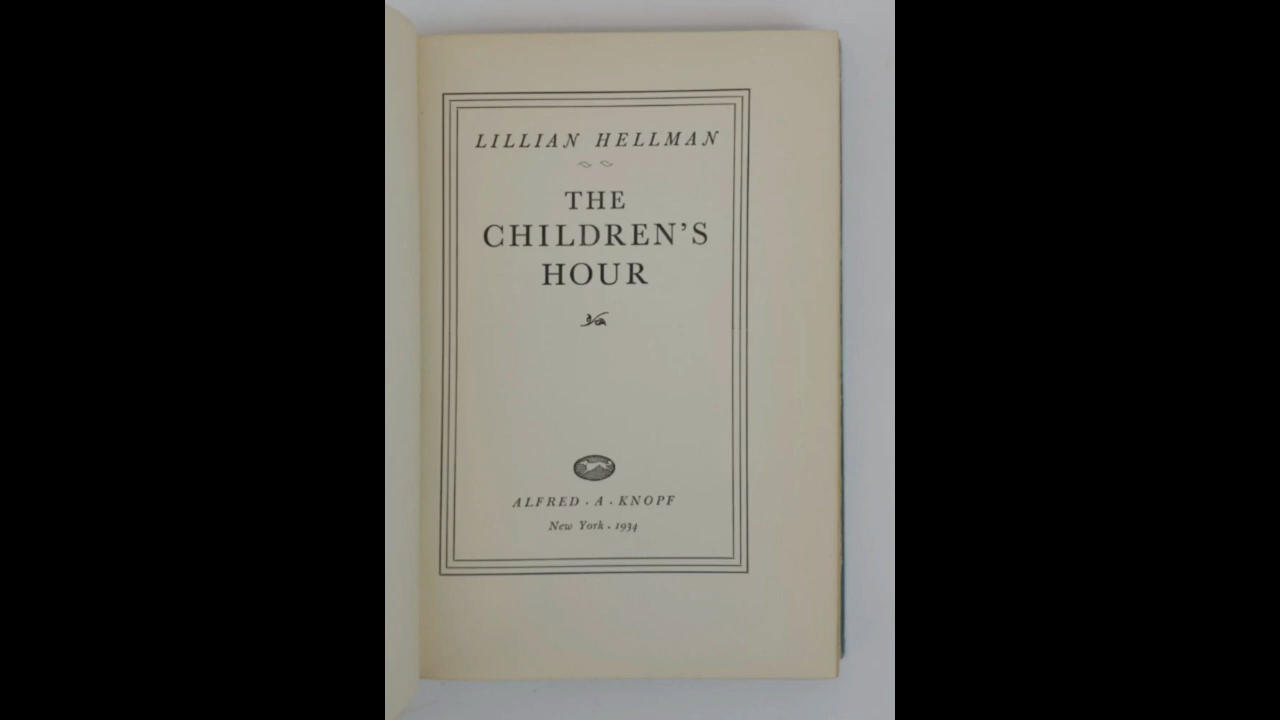 LILLIAN HELLMAN
THE
CHILDREN'S
HOUR
ALFRED · A · KNOPF
New York · 1934